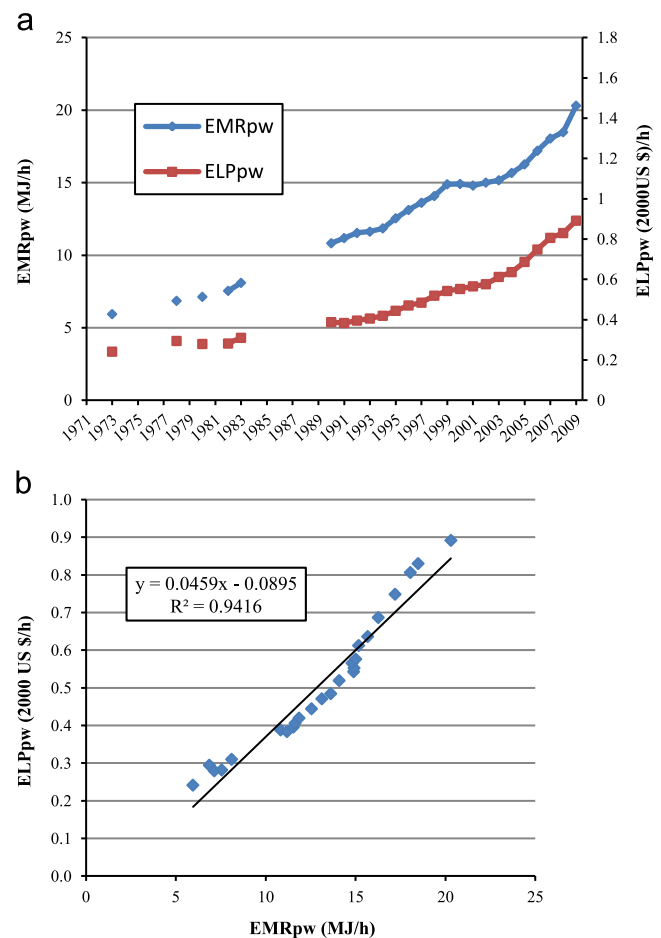 a
25
20
15
10
5
0
EMRpw (MJ/h)
EMRpw
ELPpw
1.8
1.6
1.4
1.2
1
0.8
0.6
0.4
0.2
0
ELPpw (2000US $)/h)
1971 1973 1975 1977 1979 1981 1983 1985 1987 1989 1991 1993 1995 1997 1999 2001 2003 2005 2007 2009
b
1.0
0.9
0.8
0.7
0.6
0.5
0.4
0.3
0.2
0.1
0.0
ELPpw (2000 US $/h)
y = 0.0459x - 0.0895
R² = 0.9416
0 5 10 15 20 25
EMRpw (MJ/h)